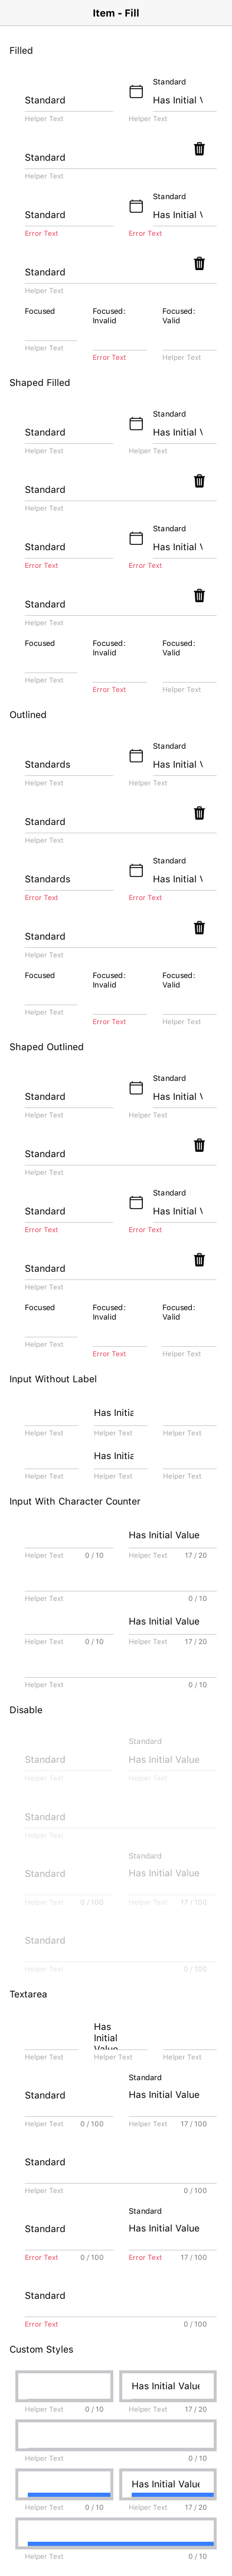 Item - Fill
Filled
Standard
Standard Has Initial V
Helper Text Helper Text
Standard
Helper Text
Standard
Standard Has Initial V
Error Text Error Text
Standard
Helper Text
Focused Focused: Focused:
Invalid Valid
Helper Text
Error Text Helper Text
Shaped Filled
Standard
Standard Has Initial V
Helper Text Helper Text
Standard
Helper Text
Standard
Standard Has Initial V
Error Text Error Text
Standard
Helper Text
Focused Focused: Focused:
Invalid Valid
Helper Text
Error Text Helper Text
Outlined
Standard
Standards Has Initial V
Helper Text Helper Text
Standard
Helper Text
Standard
Standards Has Initial V
Error Text Error Text
Standard
Helper Text
Focused Focused: Focused:
Invalid Valid
Helper Text
Error Text Helper Text
Shaped Outlined
Standard
Standard Has Initial V
Helper Text Helper Text
Standard
Helper Text
Standard
Standard Has Initial V
Error Text Error Text
Standard
Helper Text
Focused Focused: Focused:
Invalid Valid
Helper Text
Error Text Helper Text
Input Without Label
Has Initia
Helper Text Helper Text Helper Text
Has Initia
Helper Text Helper Text Helper Text
Input With Character Counter
Has Initial Value
Helper Text 0 / 10 Helper Text 17 / 20
Helper Text 0 / 10
Has Initial Value
Helper Text 0 / 10 Helper Text 17 / 20
Helper Text 0 / 10
Disable
Standard
Standard Has Initial Value
Helper Text Helper Text
Standard
Helper Text
Standard
Standard Has Initial Value
Helper Text 0 / 100 Helper Text 17 / 100
Standard
Helper Text 0 / 100
Textarea
Has
Initial
Value
Helper Text Helper Text Helper Text
Standard
Standard Has Initial Value
Helper Text 0 / 100 Helper Text 17 / 100
Standard
Helper Text 0 / 100
Standard
Standard Has Initial Value
Error Text 0 / 100 Error Text 17 / 100
Standard
Error Text 0 / 100
Custom Styles
Has Initial Value
Helper Text 0 / 10 Helper Text 17 / 20
Helper Text 0 / 10
Has Initial Value
Helper Text 0 / 10 Helper Text 17 / 20
Helper Text 0 / 10